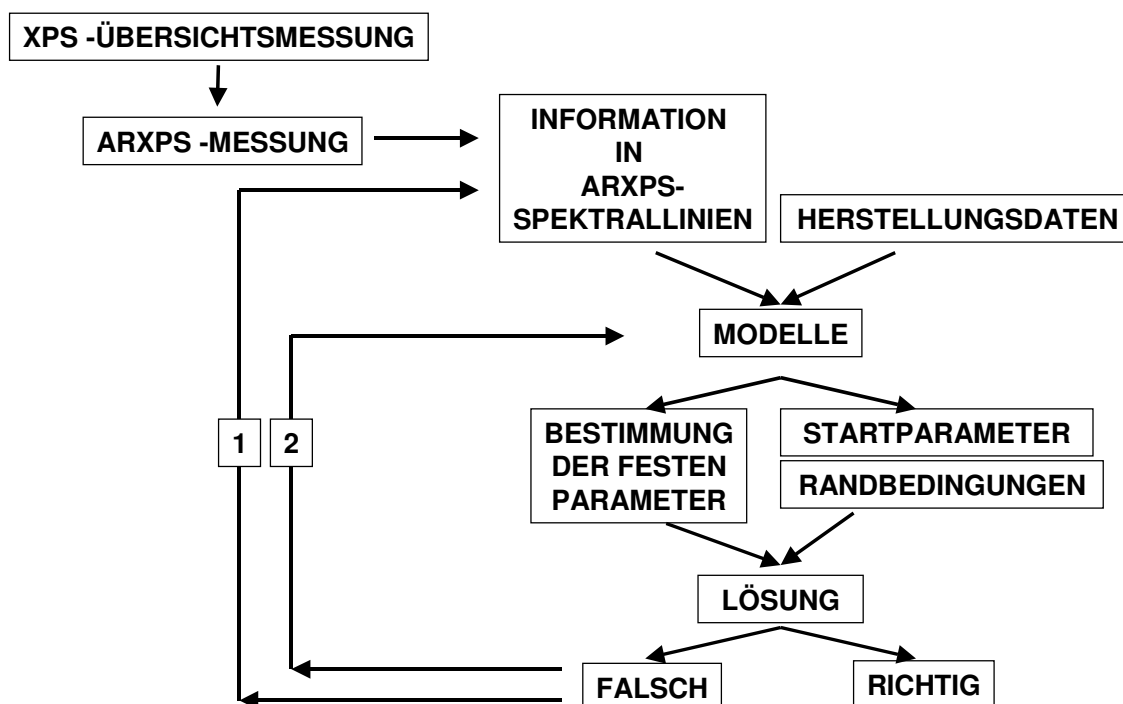 XPS -ÜBERSICHTSMESSUNG
ARXPS -MESSUNG
INFORMATION
IN
ARXPS-
SPEKTRALLINIEN
HERSTELLUNGSDATEN
MODELLE
1
2
BESTIMMUNG
DER FESTEN
PARAMETER
STARTPARAMETER
RANDBEDINGUNGEN
LÖSUNG
FALSCH
RICHTIG